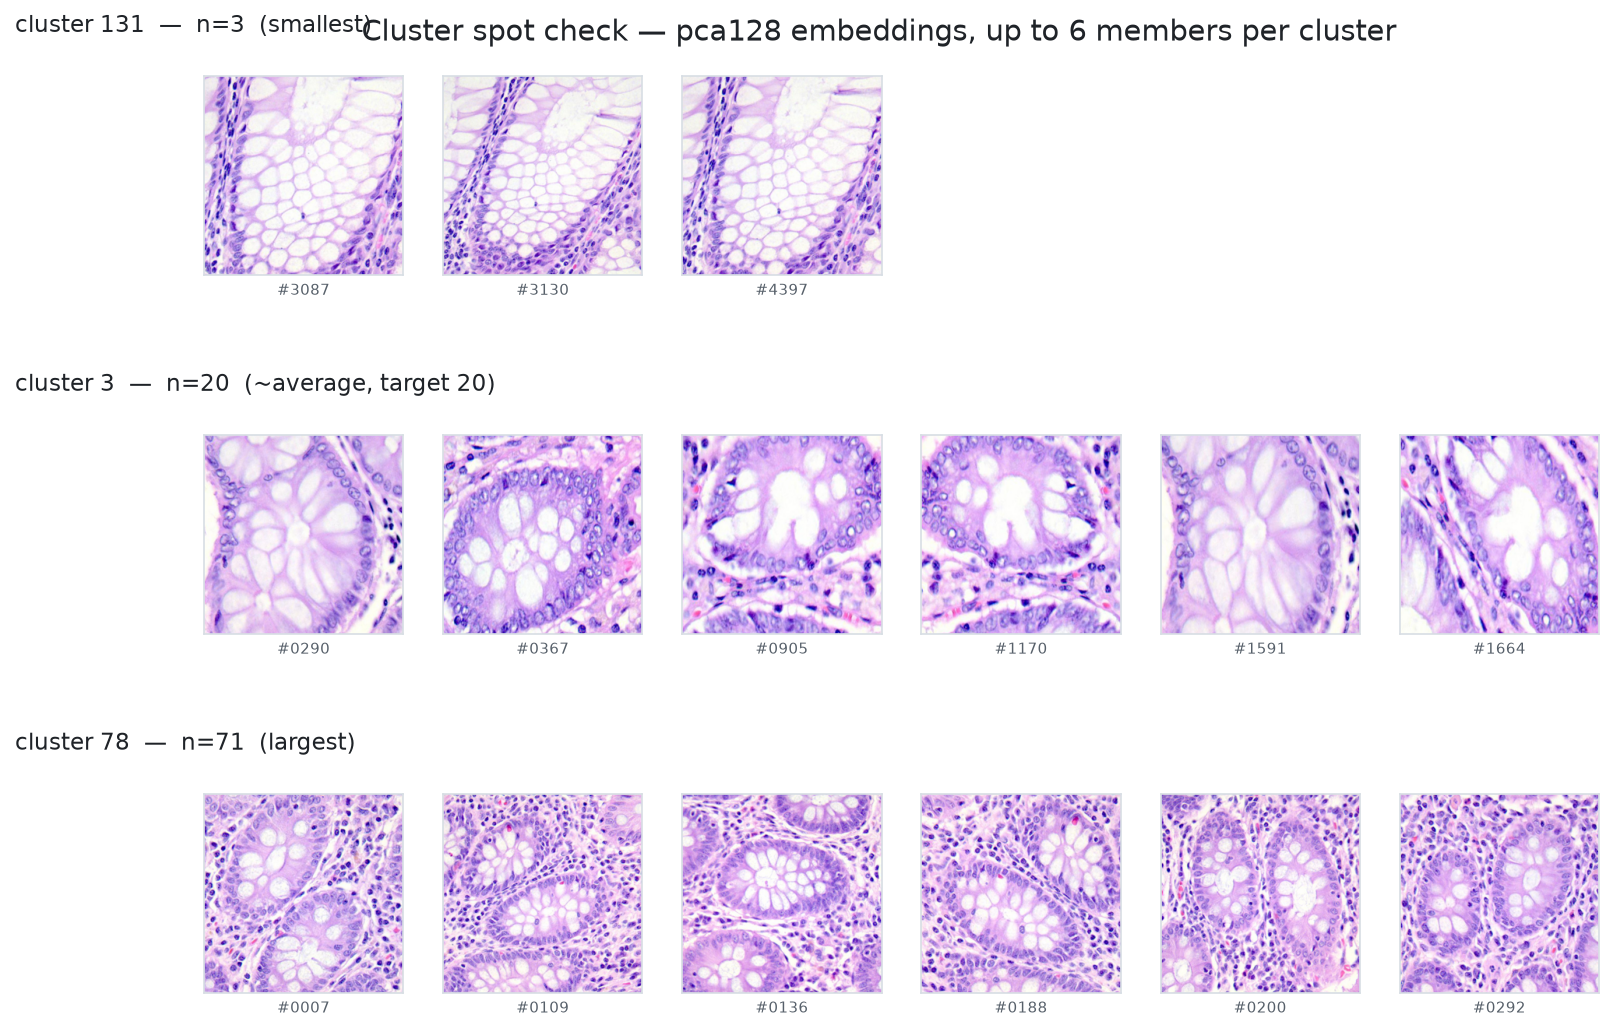 Cluster spot check — pca128 embeddings, up to 6 members per cluster
cluster 131 — n=3 (smallest)
#3087 #3130 #4397
cluster 3 — n=20 (~average, target 20)
#0290 #0367 #0905 #1170 #1591 #1664
cluster 78 — n=71 (largest)
#0007 #0109 #0136 #0188 #0200 #0292